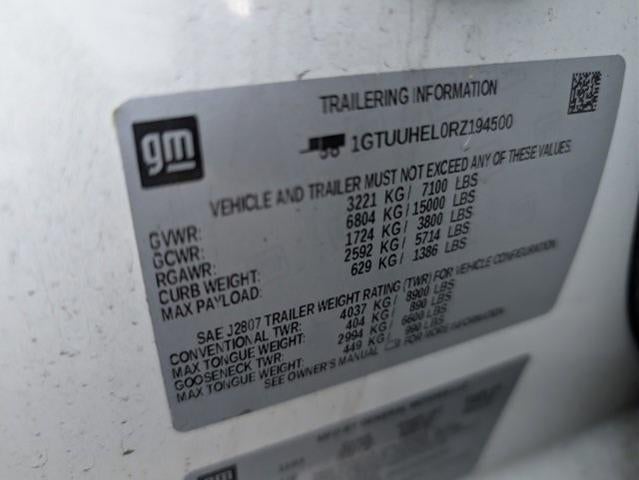 TRAILERING INFORMATION
gm
1GTUUHEL0RZ194500
VEHICLE AND TRAILER MUST NOT EXCEED ANY OF THESE VALUES
GVWR: 3221 KG/ 7100 LBS
GCWR: 6804 KG/ 15000 LBS
RGAWR: 1724 KG/ 3800 LBS
CURB WEIGHT: 2592 KG/ 5714 LBS
MAX PAYLOAD: 629 KG/ 1386 LBS
SAE J2807 TRAILER WEIGHT RATING (TWR) FOR VEHICLE CONFIGURATION
CONVENTIONAL TWR: 4037 KG/ 8900 LBS
MAX TONGUE WEIGHT: 404 KG/ 890 LBS
GOOSENECK TWR: 2994 KG/ 6600 LBS
MAX TONGUE WEIGHT: 449 KG/ 990 LBS
SEE OWNER'S MANUAL FOR MORE INFORMATION
gm